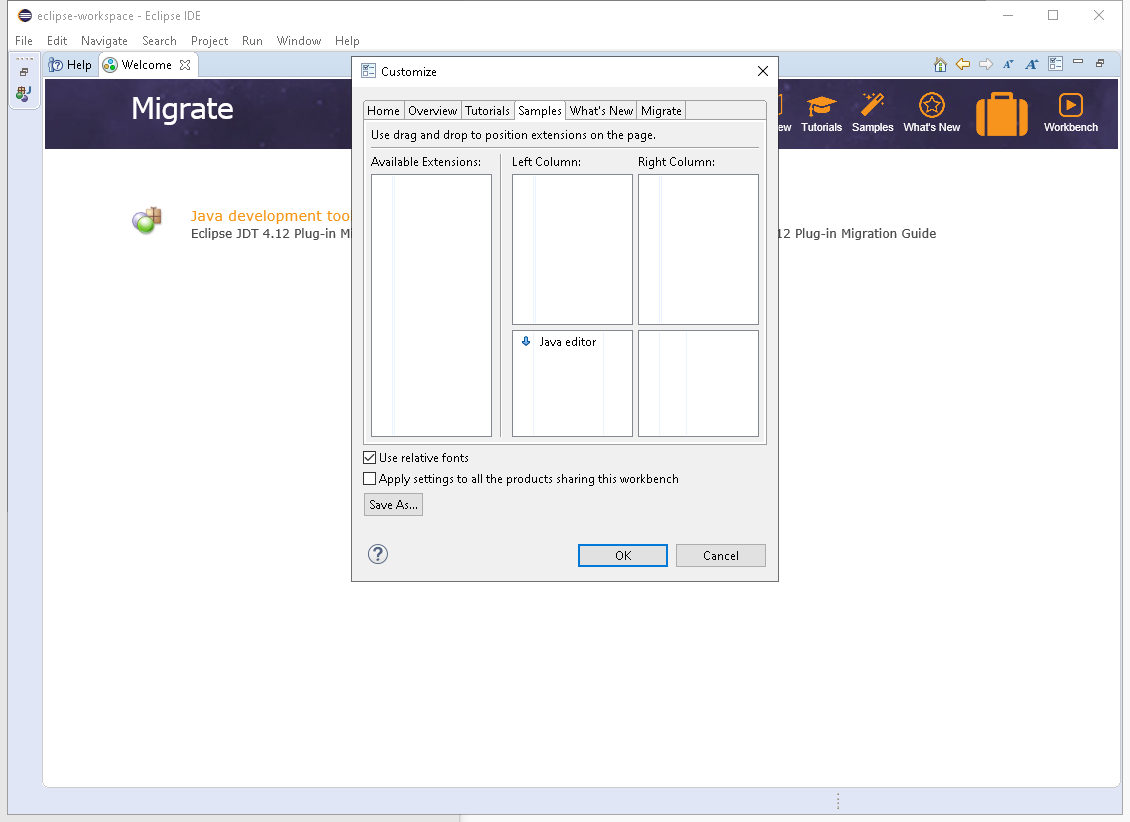 eclipse-workspace - Eclipse IDE
File Edit Navigate Search Project Run Window Help
Help Welcome
Customize
Migrate
Home Overview Tutorials Samples What's New Migrate
Use drag and drop to position extensions on the page.
Available Extensions: Left Column: Right Column:
Java editor
Use relative fonts
Apply settings to all the products sharing this workbench
Save As...
? OK Cancel
ew Tutorials Samples What's New Workbench
Java development too
Eclipse JDT 4.12 Plug-in Mi
12 Plug-in Migration Guide